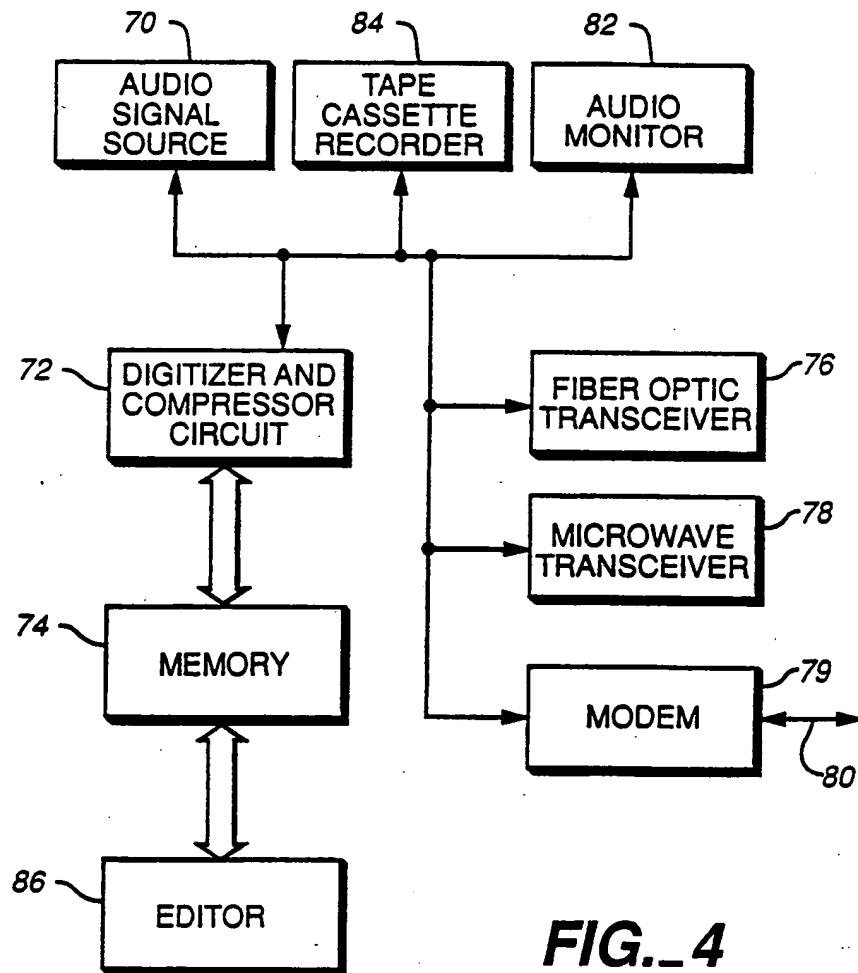 70
84
82
AUDIO
SIGNAL
SOURCE
TAPE
CASSETTE
RECORDER
AUDIO
MONITOR
72
DIGITIZER AND
COMPRESSOR
CIRCUIT
FIBER OPTIC
TRANSCEIVER
76
MICROWAVE
TRANSCEIVER
78
74
MEMORY
MODEM
79
80
86
EDITOR
FIG._4